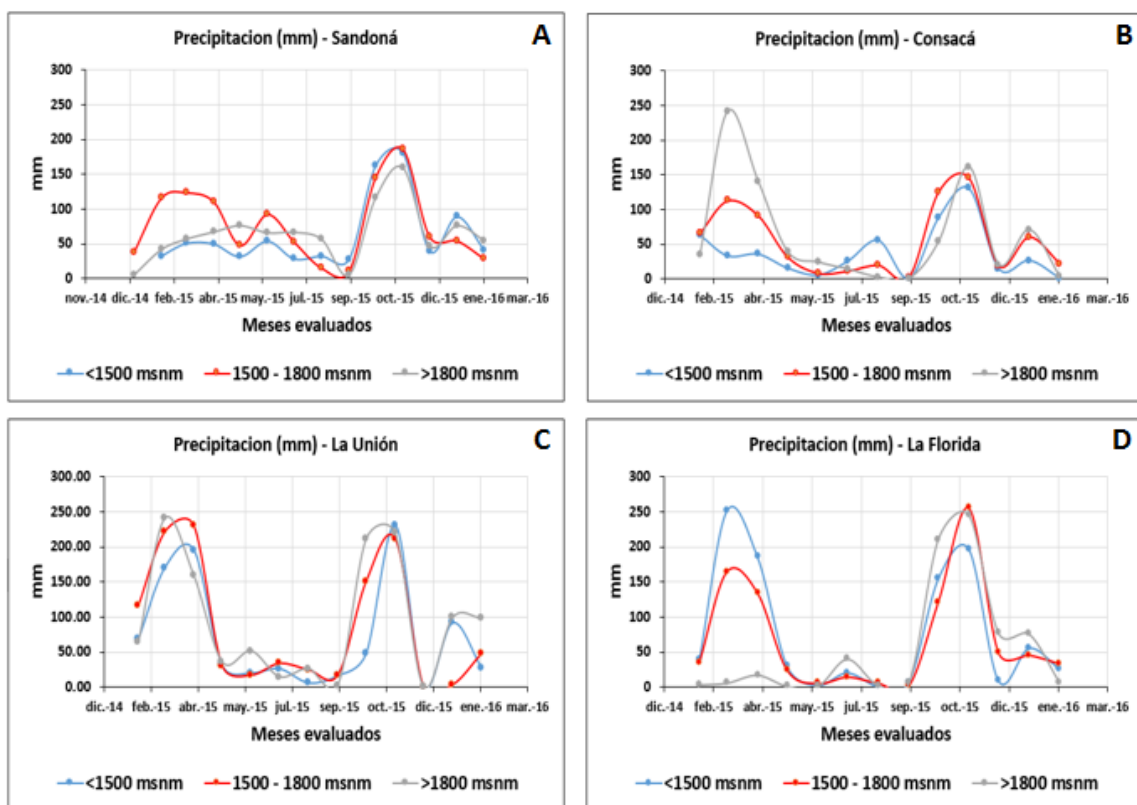 Precipitacion (mm) - Sandoná
A
300
250
200
150
100
50
0
mm
nov.-14 dic.-14 feb.-15 abr.-15 may.-15 jul.-15 sep.-15 oct.-15 dic.-15 ene.-16 mar.-16
Meses evaluados
<1500 msnm 1500 - 1800 msnm >1800 msnm
Precipitacion (mm) - Consacá
B
300
250
200
150
100
50
0
mm
dic.-14 feb.-15 abr.-15 may.-15 jul.-15 sep.-15 oct.-15 dic.-15 ene.-16 mar.-16
Meses evaluados
<1500 msnm 1500 - 1800 msnm >1800 msnm
Precipitacion (mm) - La Unión
C
300.00
250.00
200.00
150.00
100.00
50.00
0.00
mm
dic.-14 feb.-15 abr.-15 may.-15 jul.-15 sep.-15 oct.-15 dic.-15 ene.-16 mar.-16
Meses evaluados
<1500 msnm 1500 - 1800 msnm >1800 msnm
Precipitacion (mm) - La Florida
D
300.00
250.00
200.00
150.00
100.00
50.00
0.00
mm
dic.-14 feb.-15 abr.-15 may.-15 jul.-15 sep.-15 oct.-15 dic.-15 ene.-16 mar.-16
Meses evaluados
<1500 msnm 1500 - 1800 msnm >1800 msnm